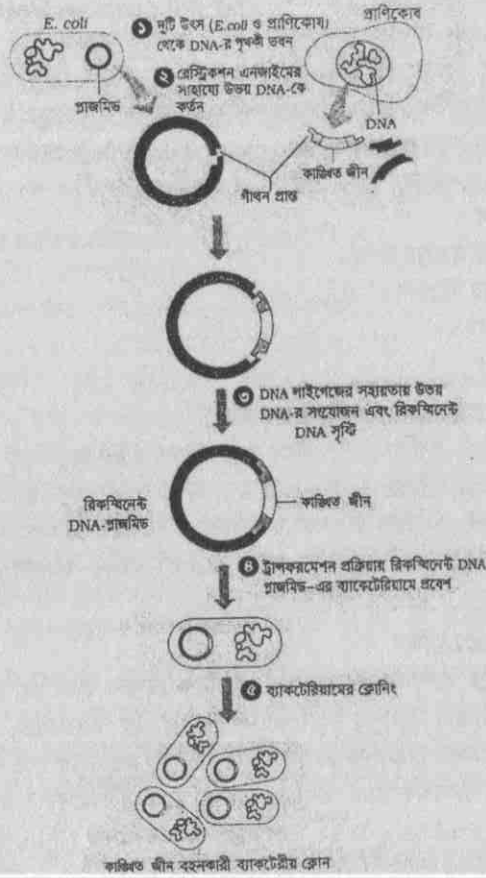 E. coli
প্রাণিকোষ
❶ দুটি উৎস (E.coli ও প্রাণিকোষ)
থেকে DNA-র পৃথকী ভবন
❷ রেস্ট্রিকশন এনজাইমের
সাহায্যে উভয় DNA-কে
কর্তন
প্লাজমিড
DNA
কাঙ্খিত জীন
গাঁথন প্রান্ত
❸ DNA লাইগেজের সহায়তায় উভয়
DNA-র সংযোজন এবং রিকম্বিনেন্ট
DNA সৃষ্টি
রিকম্বিনেন্ট
DNA-প্লাজমিড
কাঙ্খিত জীন
❹ ট্রান্সফরমেশন প্রক্রিয়ায় রিকম্বিনেন্ট DNA
প্লাজমিড-এর ব্যাকটেরিয়ামে প্রবেশ
❺ ব্যাকটেরিয়ামের ক্লোনিং
কাঙ্খিত জীন বহনকারী ব্যাকটেরীয় ক্লোন